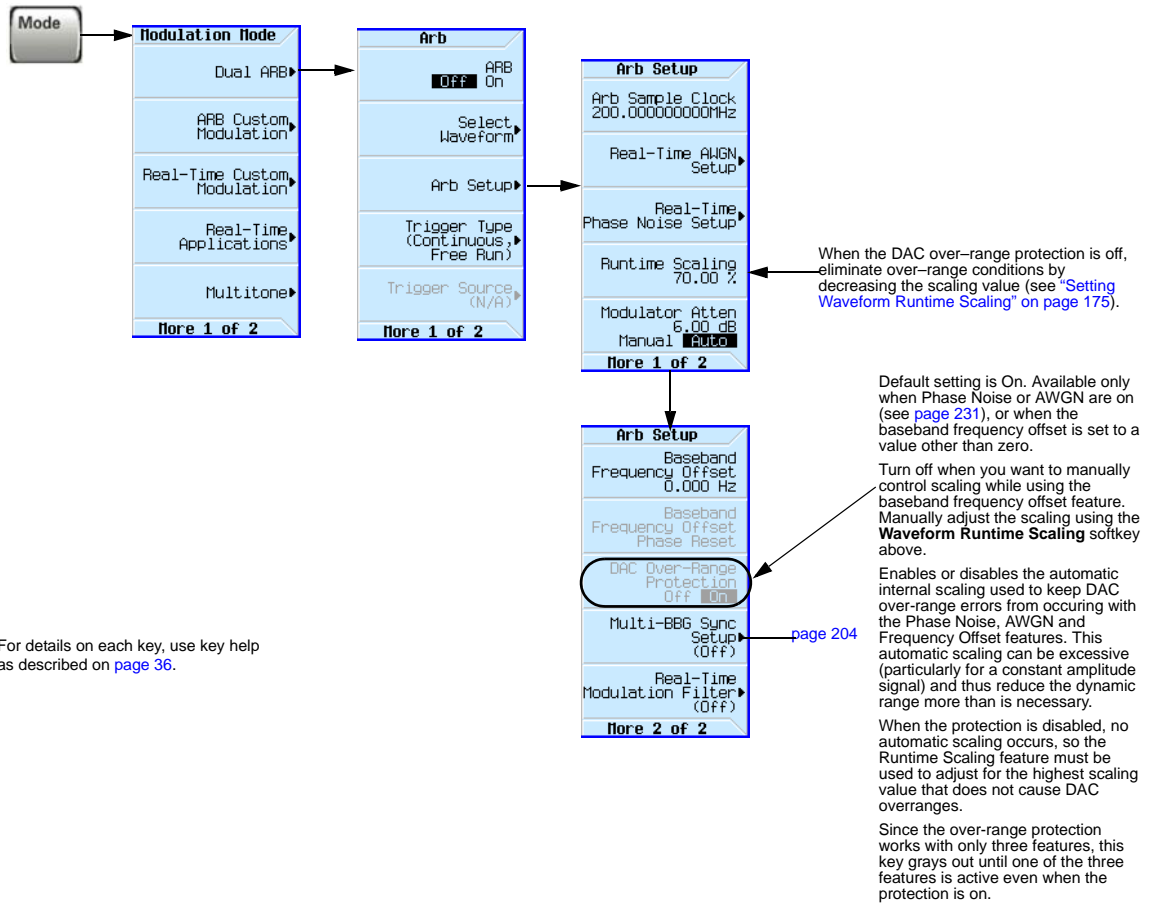 Mode
Modulation Mode
Dual ARB
ARB Custom
Modulation
Real-Time Custom
Modulation
Real-Time
Applications
Multitone
More 1 of 2
Arb
ARB
Off On
Select
Waveform
Arb Setup
Trigger Type
(Continuous,
Free Run)
Trigger Source
(N/A)
More 1 of 2
Arb Setup
Arb Sample Clock
200.000000000MHz
Real-Time AWGN
Setup
Real-Time
Phase Noise Setup
Runtime Scaling
70.00 %
Modulator Atten
6.00 dB
Manual Auto
More 1 of 2
When the DAC over–range protection is off,
eliminate over–range conditions by
decreasing the scaling value (see “Setting
Waveform Runtime Scaling” on page 175).
Arb Setup
Baseband
Frequency Offset
0.000 Hz
Baseband
Frequency Offset
Phase Reset
DAC Over-Range
Protection
Off On
Multi-BBG Sync
Setup
(Off)
Real-Time
Modulation Filter
(Off)
More 2 of 2
page 204
Default setting is On. Available only
when Phase Noise or AWGN are on
(see page 231), or when the
baseband frequency offset is set to a
value other than zero.
Turn off when you want to manually
control scaling while using the
baseband frequency offset feature.
Manually adjust the scaling using the
Waveform Runtime Scaling softkey
above.
Enables or disables the automatic
internal scaling used to keep DAC
over-range errors from occuring with
the Phase Noise, AWGN and
Frequency Offset features. This
automatic scaling can be excessive
(particularly for a constant amplitude
signal) and thus reduce the dynamic
range more than is necessary.
When the protection is disabled, no
automatic scaling occurs, so the
Runtime Scaling feature must be
used to adjust for the highest scaling
value that does not cause DAC
overranges.
Since the over-range protection
works with only three features, this
key grays out until one of the three
features is active even when the
protection is on.
For details on each key, use key help
as described on page 36.